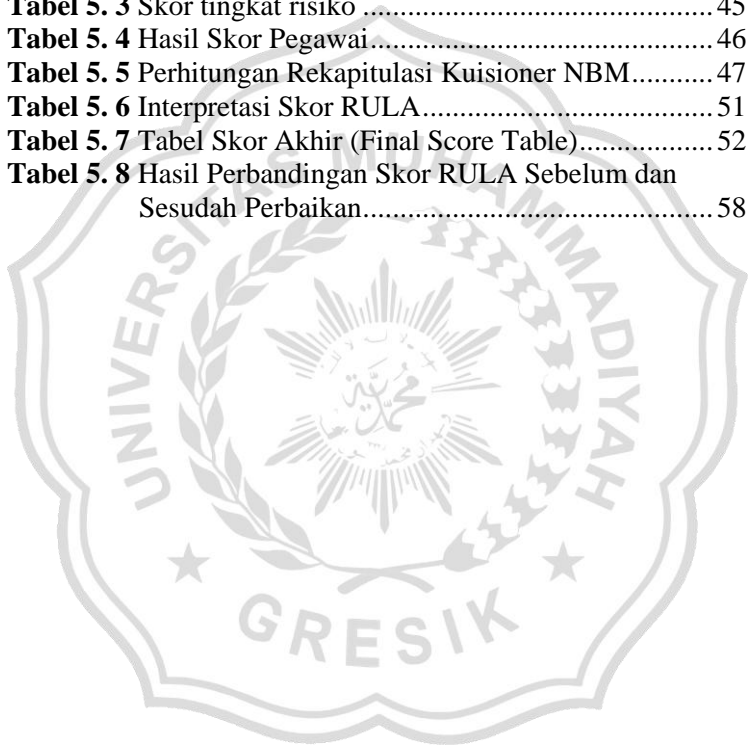 Tabel 5. 3 Skor tingkat risiko .................................................. 45
Tabel 5. 4 Hasil Skor Pegawai................................................. 46
Tabel 5. 5 Perhitungan Rekapitulasi Kuisioner NBM........... 47
Tabel 5. 6 Interpretasi Skor RULA.......................................... 51
Tabel 5. 7 Tabel Skor Akhir (Final Score Table)................... 52
Tabel 5. 8 Hasil Perbandingan Skor RULA Sebelum dan
Sesudah Perbaikan.................................................. 58
UNIVERSITAS MUHAMMADIYAH
GRESIK